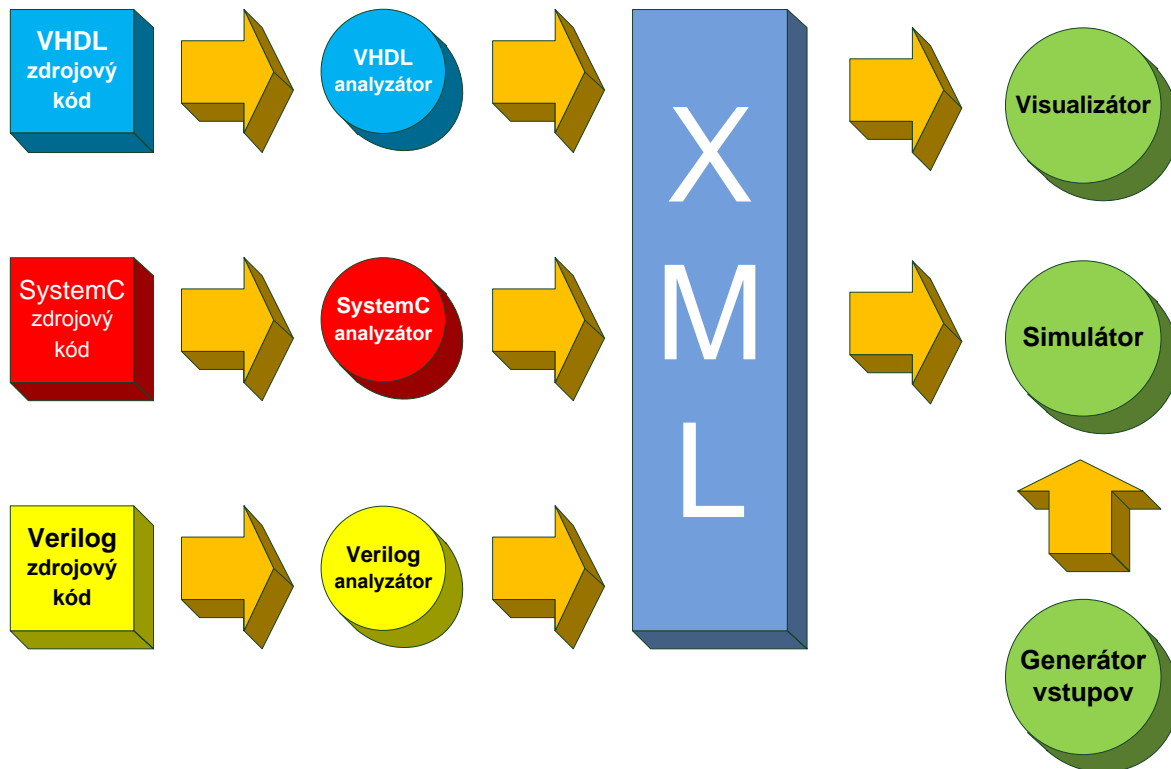 VHDL
zdrojový
kód
VHDL
analyzátor
X
M
L
Visualizátor
SystemC
zdrojový
kód
SystemC
analyzátor
Simulátor
Verilog
zdrojový
kód
Verilog
analyzátor
Generátor
vstupov